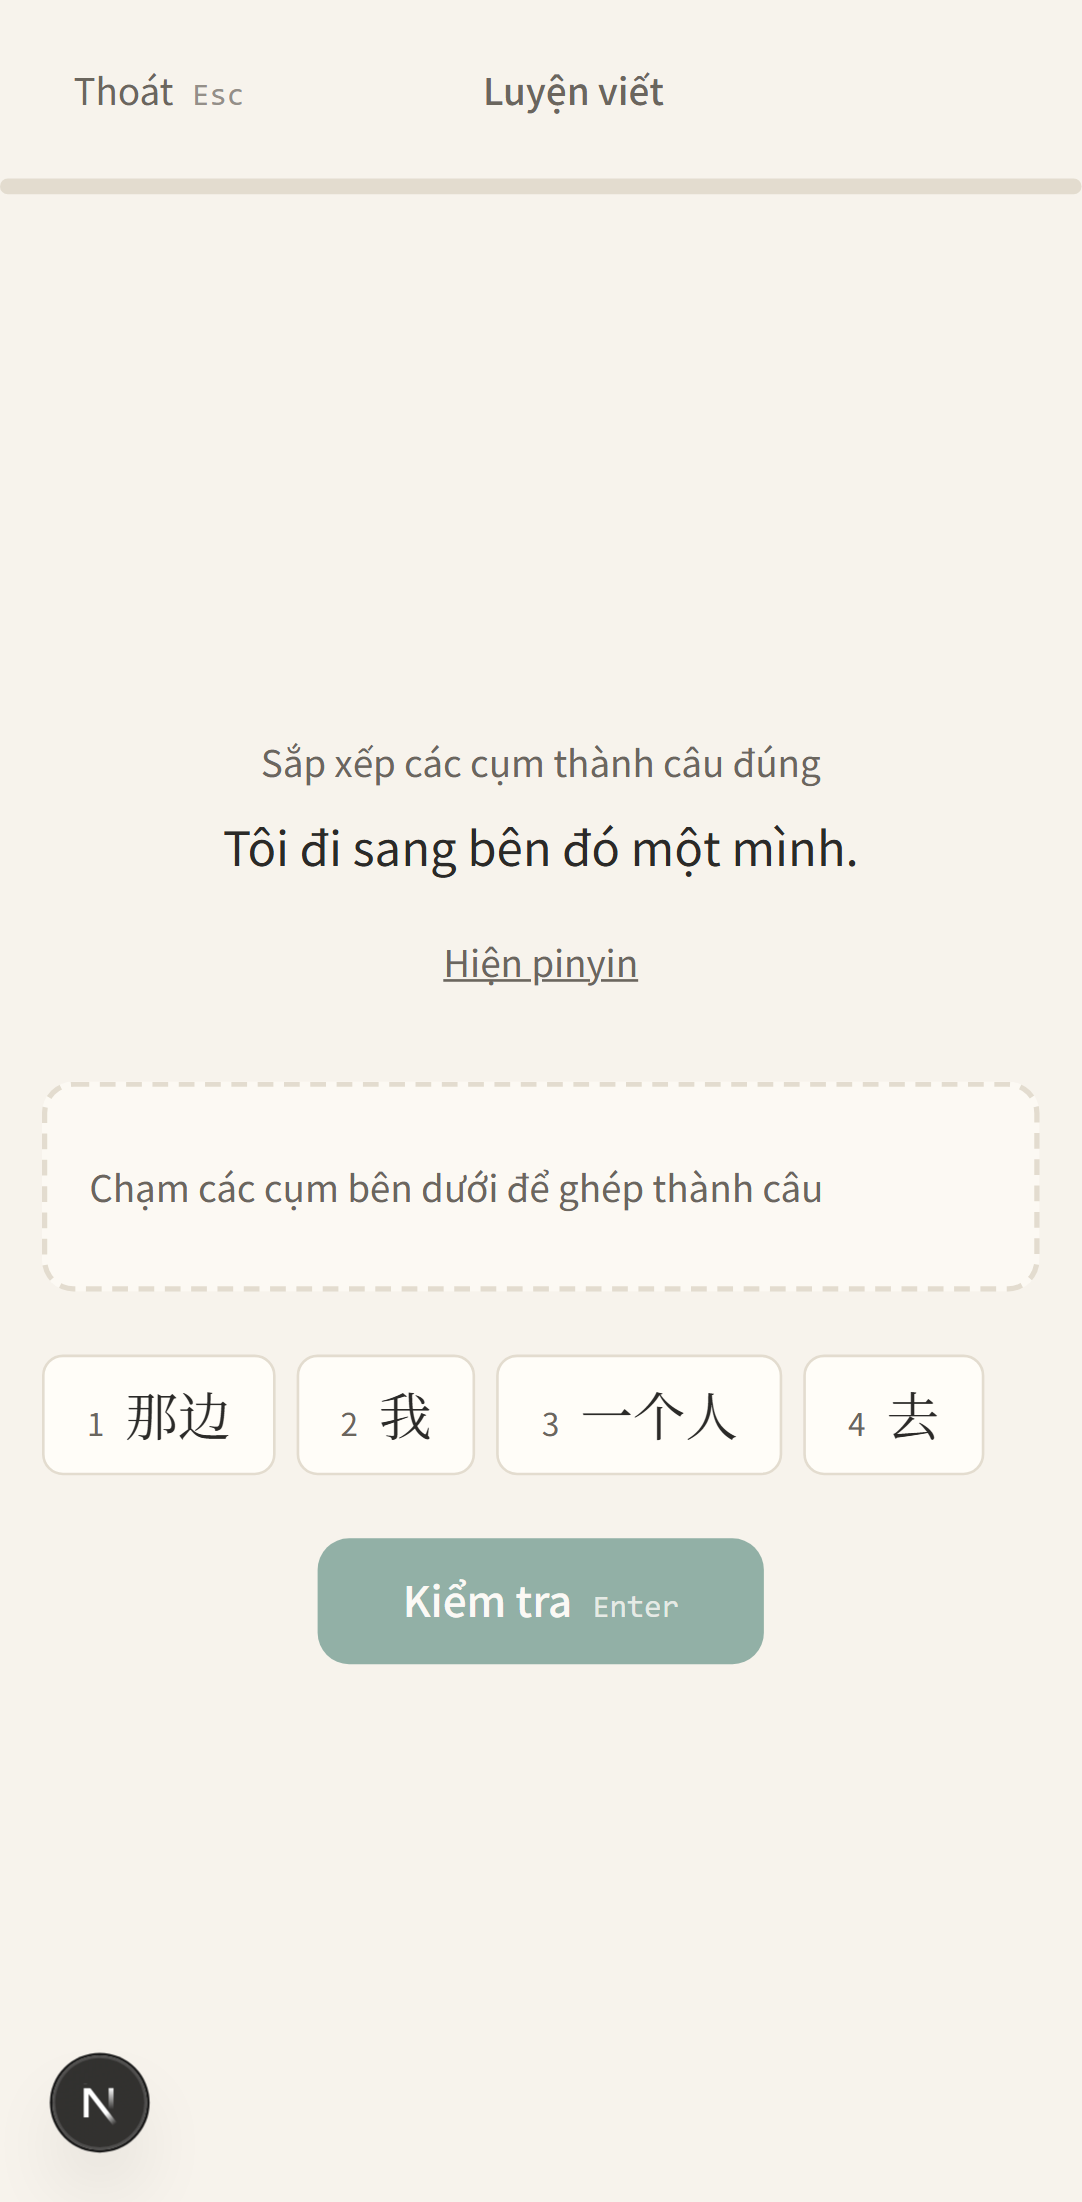 Thoát Esc Luyện viết
Sắp xếp các cụm thành câu đúng
Tôi đi sang bên đó một mình.
Hiện pinyin
Chạm các cụm bên dưới để ghép thành câu
1 那边 2 我 3 一个人 4 去
Kiểm tra Enter
N